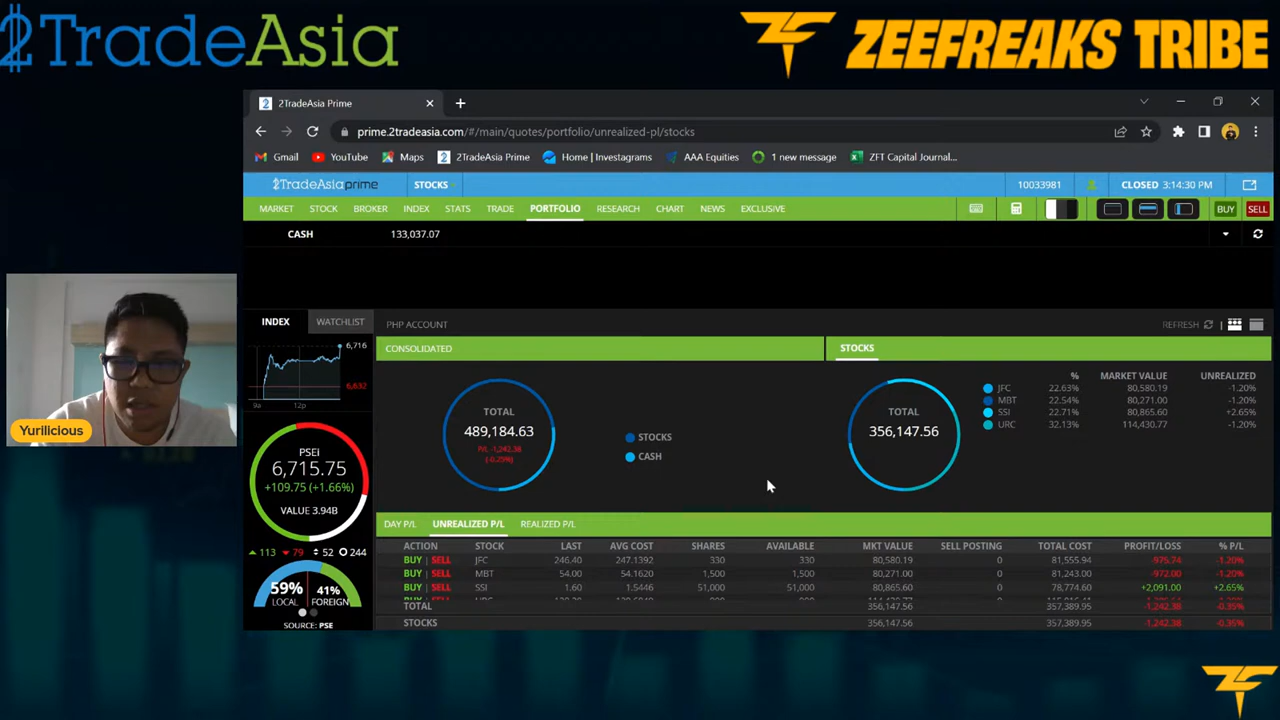 2TradeAsia
ZEEFREAKS TRIBE
2TradeAsia Prime
prime.2tradeasia.com/#/main/quotes/portfolio/unrealized-pl/stocks
Gmail YouTube Maps 2TradeAsia Prime Home | Investagrams AAA Equities 1 new message ZFT Capital Journal...
2TradeAsia prime STOCKS 10033981 CLOSED 3:14:30 PM
MARKET STOCK BROKER INDEX STATS TRADE PORTFOLIO RESEARCH CHART NEWS EXCLUSIVE BUY SELL
CASH 133,037.07
INDEX WATCHLIST PHP ACCOUNT REFRESH
CONSOLIDATED STOCKS
6,716
6,632
9a 12p
TOTAL
489,184.63
P/L -1,242.38
(-0.25%)
STOCKS
CASH
TOTAL
356,147.56
% MARKET VALUE UNREALIZED
JFC 22.63% 80,580.19 -1.20%
MBT 22.54% 80,271.00 -1.20%
SSI 22.71% 80,865.60 +2.65%
URC 32.13% 114,430.77 -1.20%
Yurilicious
PSEi
6,715.75
+109.75 (+1.66%)
VALUE 3.94B
113 79 52 244
59% LOCAL
41% FOREIGN
SOURCE: PSE
DAY P/L UNREALIZED P/L REALIZED P/L
ACTION STOCK LAST AVG COST SHARES AVAILABLE MKT VALUE SELL POSTING TOTAL COST PROFIT/LOSS % P/L
BUY | SELL JFC 246.40 247.1392 330 330 80,580.19 0 81,555.94 -975.74 -1.20%
BUY | SELL MBT 54.00 54.1620 1,500 1,500 80,271.00 0 81,243.00 -972.00 -1.20%
BUY | SELL SSI 1.60 1.5446 51,000 51,000 80,865.60 0 78,774.60 +2,091.00 +2.65%
TOTAL 356,147.56 357,389.95 -1,242.38 -0.35%
STOCKS 356,147.56 357,389.95 -1,242.38 -0.35%